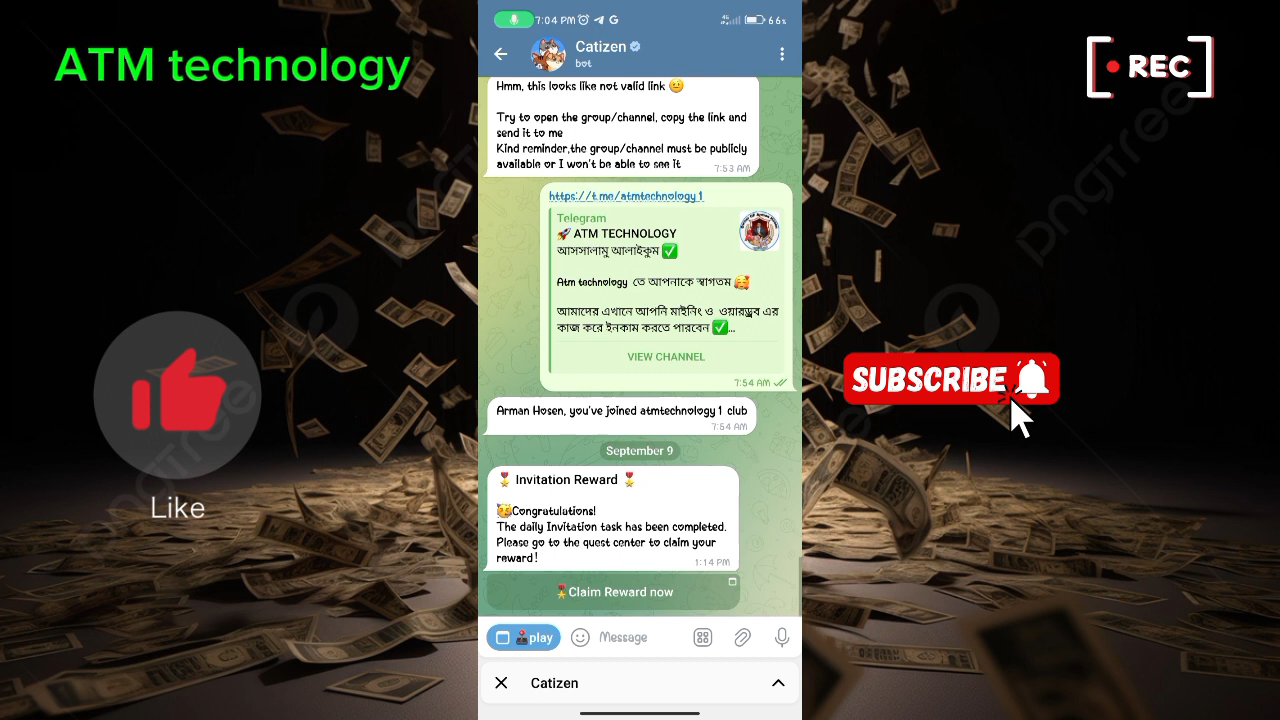 ATM technology
REC
7:04 PM
66%
Catizen
bot
Hmm, this looks like not valid link 😐
Try to open the group/channel, copy the link and
send it to me
Kind reminder,the group/channel must be publicly
available or I won't be able to see it
7:53 AM
https://t.me/atmtechnology1
Telegram
🚀 ATM TECHNOLOGY
আসসালামু আলাইকুম ✅
Atm technology তে আপনাকে স্বাগতম 🥰
আমাদের এখানে আপনি মাইনিং ও ওয়ারড্রব এর
কাজ করে ইনকাম করতে পারবেন ✅...
VIEW CHANNEL
7:54 AM
Arman Hosen, you've joined atmtechnology1 club
7:54 AM
September 9
🎖 Invitation Reward 🎖
🥳Congratulations!
The daily Invitation task has been completed.
Please go to the quest center to claim your
reward!
1:14 PM
🎖Claim Reward now
🕹play
Message
Catizen
Like
SUBSCRIBE
pngtree